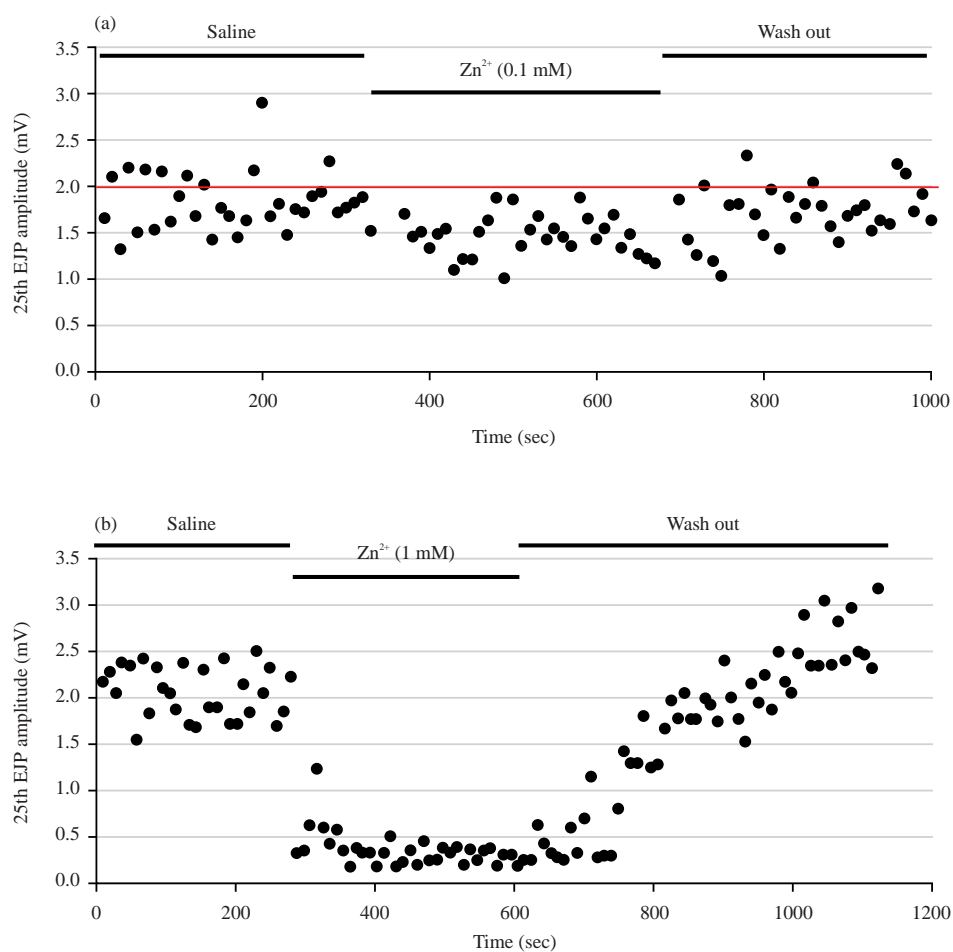 (a)
Saline
Wash out
Zn2+ (0.1 mM)
3.5
3.0
2.5
2.0
1.5
1.0
0.5
0.0
25th EJP amplitude (mV)
0 200 400 600 800 1000
Time (sec)
(b)
Saline
Wash out
Zn2+ (1 mM)
3.5
3.0
2.5
2.0
1.5
1.0
0.5
0.0
25th EJP amplitude (mV)
0 200 400 600 800 1000 1200
Time (sec)